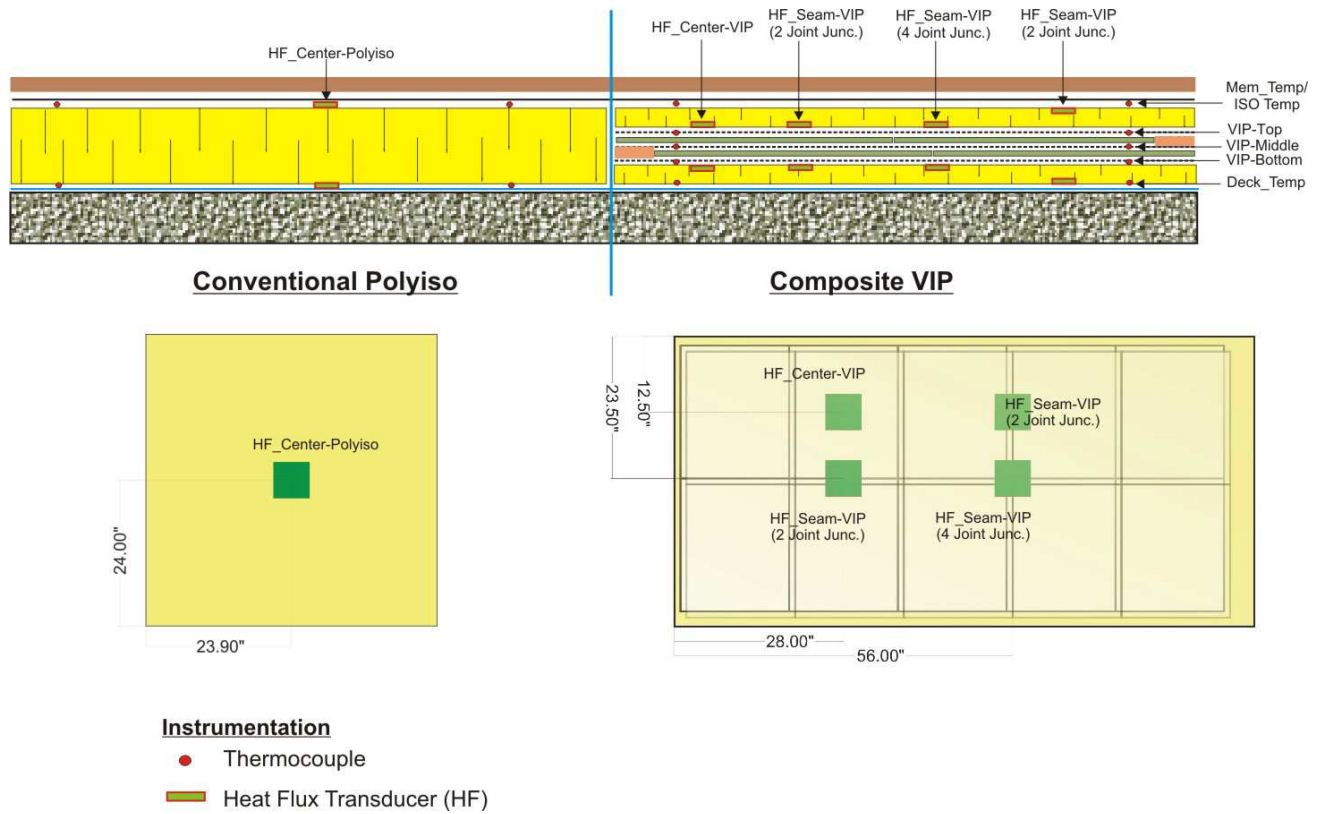 HF_Center-Polyiso
HF_Center-VIP
HF_Seam-VIP
(2 Joint Junc.)
HF_Seam-VIP
(4 Joint Junc.)
HF_Seam-VIP
(2 Joint Junc.)
Mem_Temp/
ISO Temp
VIP-Top
VIP-Middle
VIP-Bottom
Deck_Temp
Conventional Polyiso
Composite VIP
HF_Center-Polyiso
24.00"
23.90"
23.50"
12.50"
HF_Center-VIP
HF_Seam-VIP
(2 Joint Junc.)
HF_Seam-VIP
(2 Joint Junc.)
HF_Seam-VIP
(4 Joint Junc.)
28.00"
56.00"
Instrumentation
Thermocouple
Heat Flux Transducer (HF)